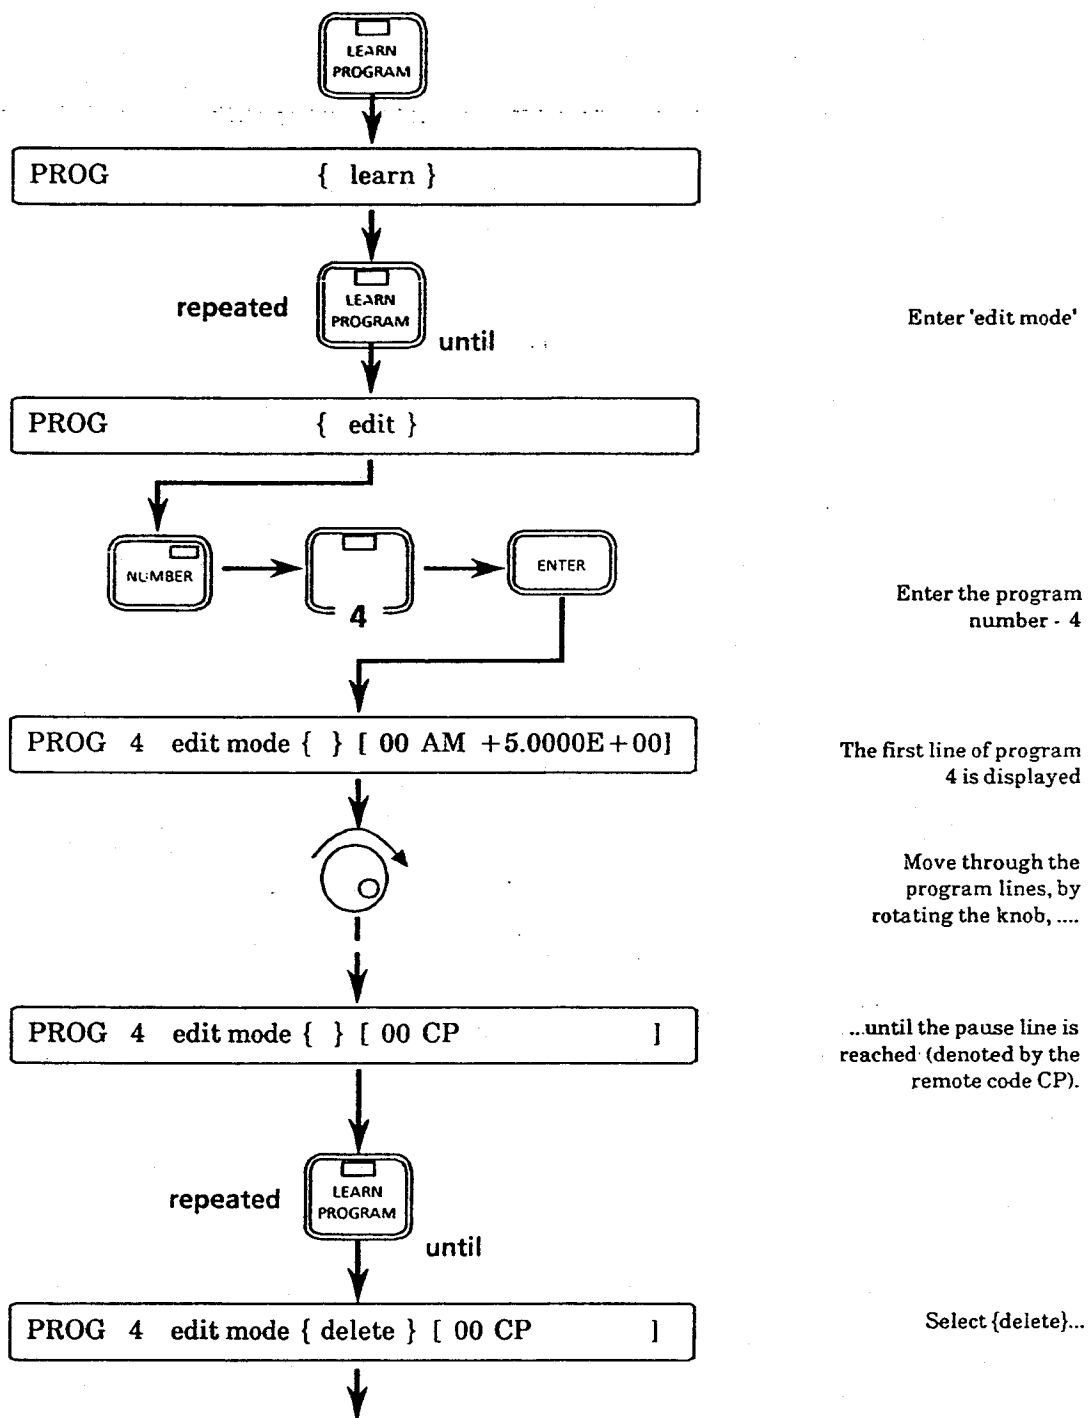 LEARN
PROGRAM
PROG { learn }
repeated
LEARN
PROGRAM
until
Enter 'edit mode'
PROG { edit }
NUMBER
4
ENTER
Enter the program
number - 4
PROG 4 edit mode { } [ 00 AM +5.0000E+00]
The first line of program
4 is displayed
Move through the
program lines, by
rotating the knob, ....
PROG 4 edit mode { } [ 00 CP ]
...until the pause line is
reached (denoted by the
remote code CP).
repeated
LEARN
PROGRAM
until
PROG 4 edit mode { delete } [ 00 CP ]
Select {delete}...